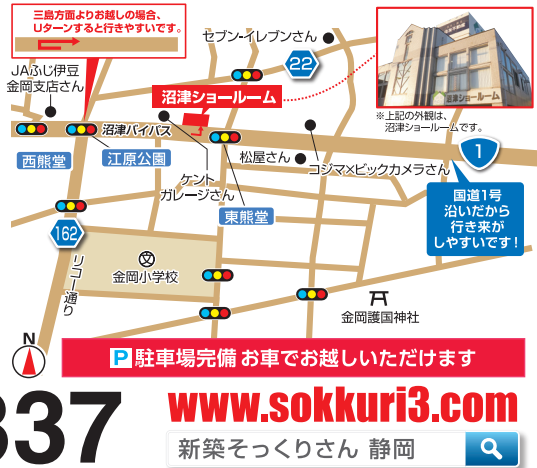 三島方面よりお越しの場合、
Uターンすると行きやすいです。
セブン-イレブンさん
22
JAふじ伊豆
金岡支店さん
沼津ショールーム
沼津ショールーム
※上記の外観は、
沼津ショールームです。
沼津バイパス
西熊堂
江原公園
ケント
ガレージさん
松屋さん
コジマ×ビックカメラさん
1
東熊堂
国道1号
沿いだから
行き来が
しやすいです!
162
リコー通り
文
金岡小学校
金岡護国神社
N
P 駐車場完備 お車でお越しいただけます
337
www.sokkuri3.com
新築そっくりさん 静岡